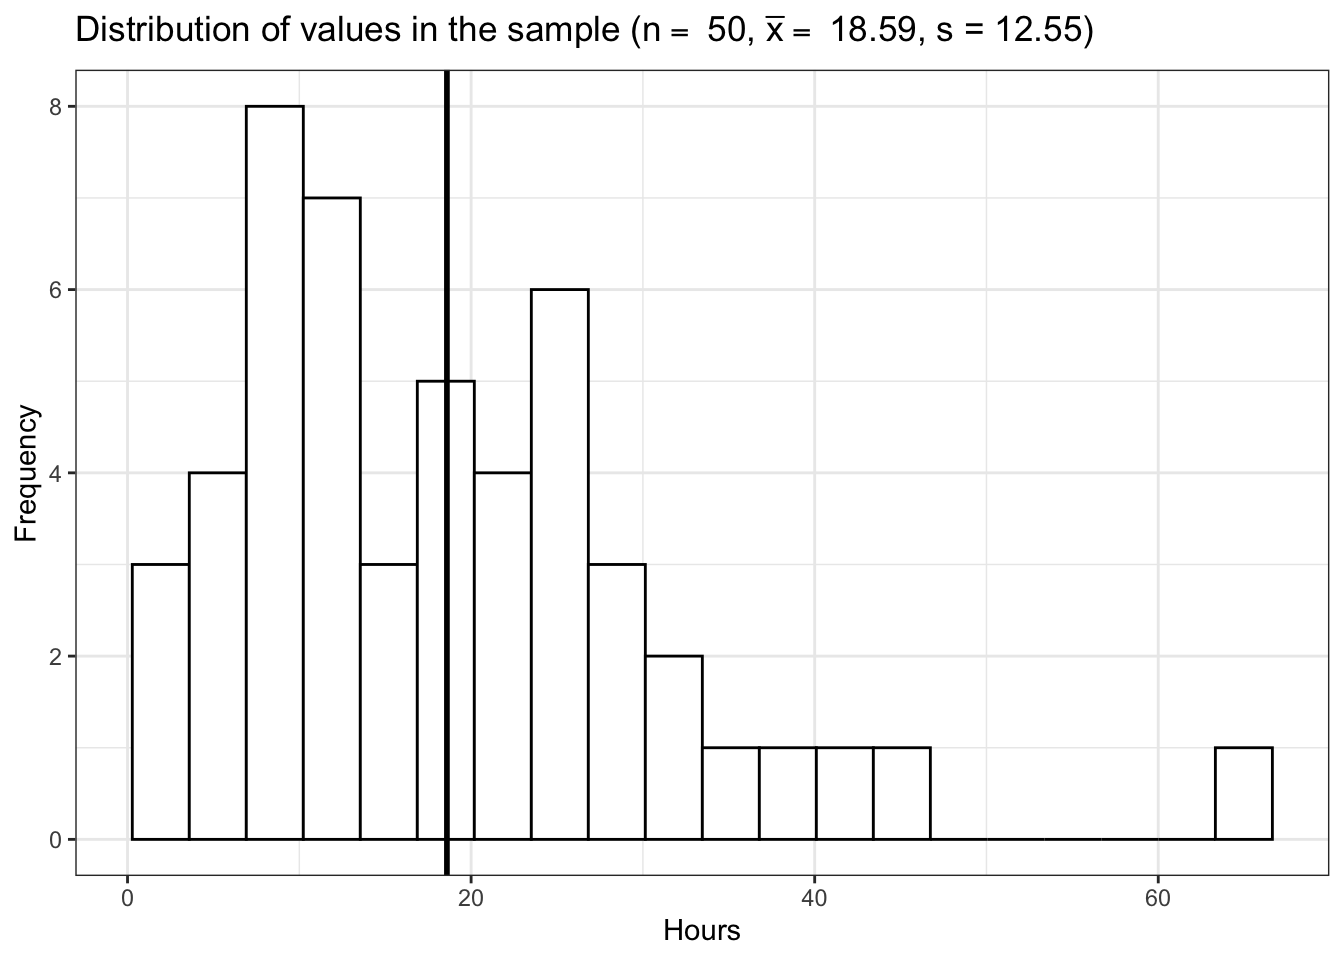 Distribution of values in the sample (n =  50, x̅ =  18.59, s = 12.55)
8
6
4
2
0
Frequency
0 20 40 60
Hours